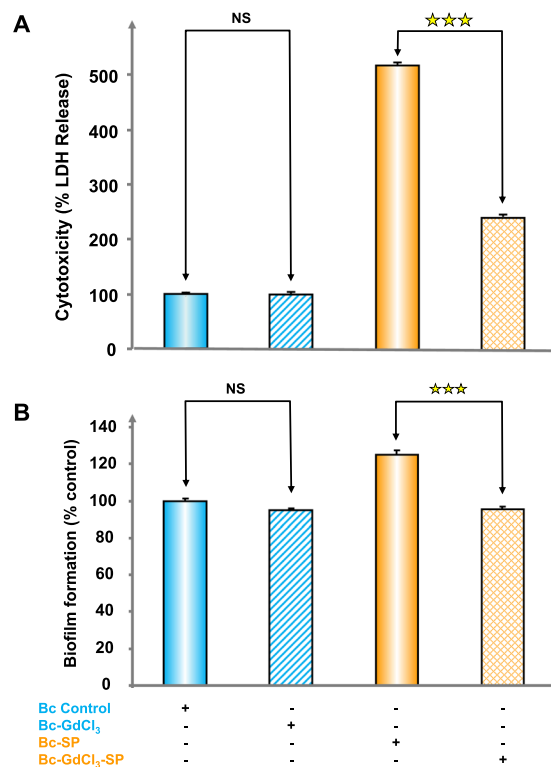 A
NS
★★★
Cytotoxicity (% LDH Release)
500
400
300
200
100
0
B
NS
★★★
Biofilm formation (% control)
140
120
100
80
60
40
20
0
Bc Control + - - -
Bc-GdCl₃ - + - -
Bc-SP - - + -
Bc-GdCl₃-SP - - - +